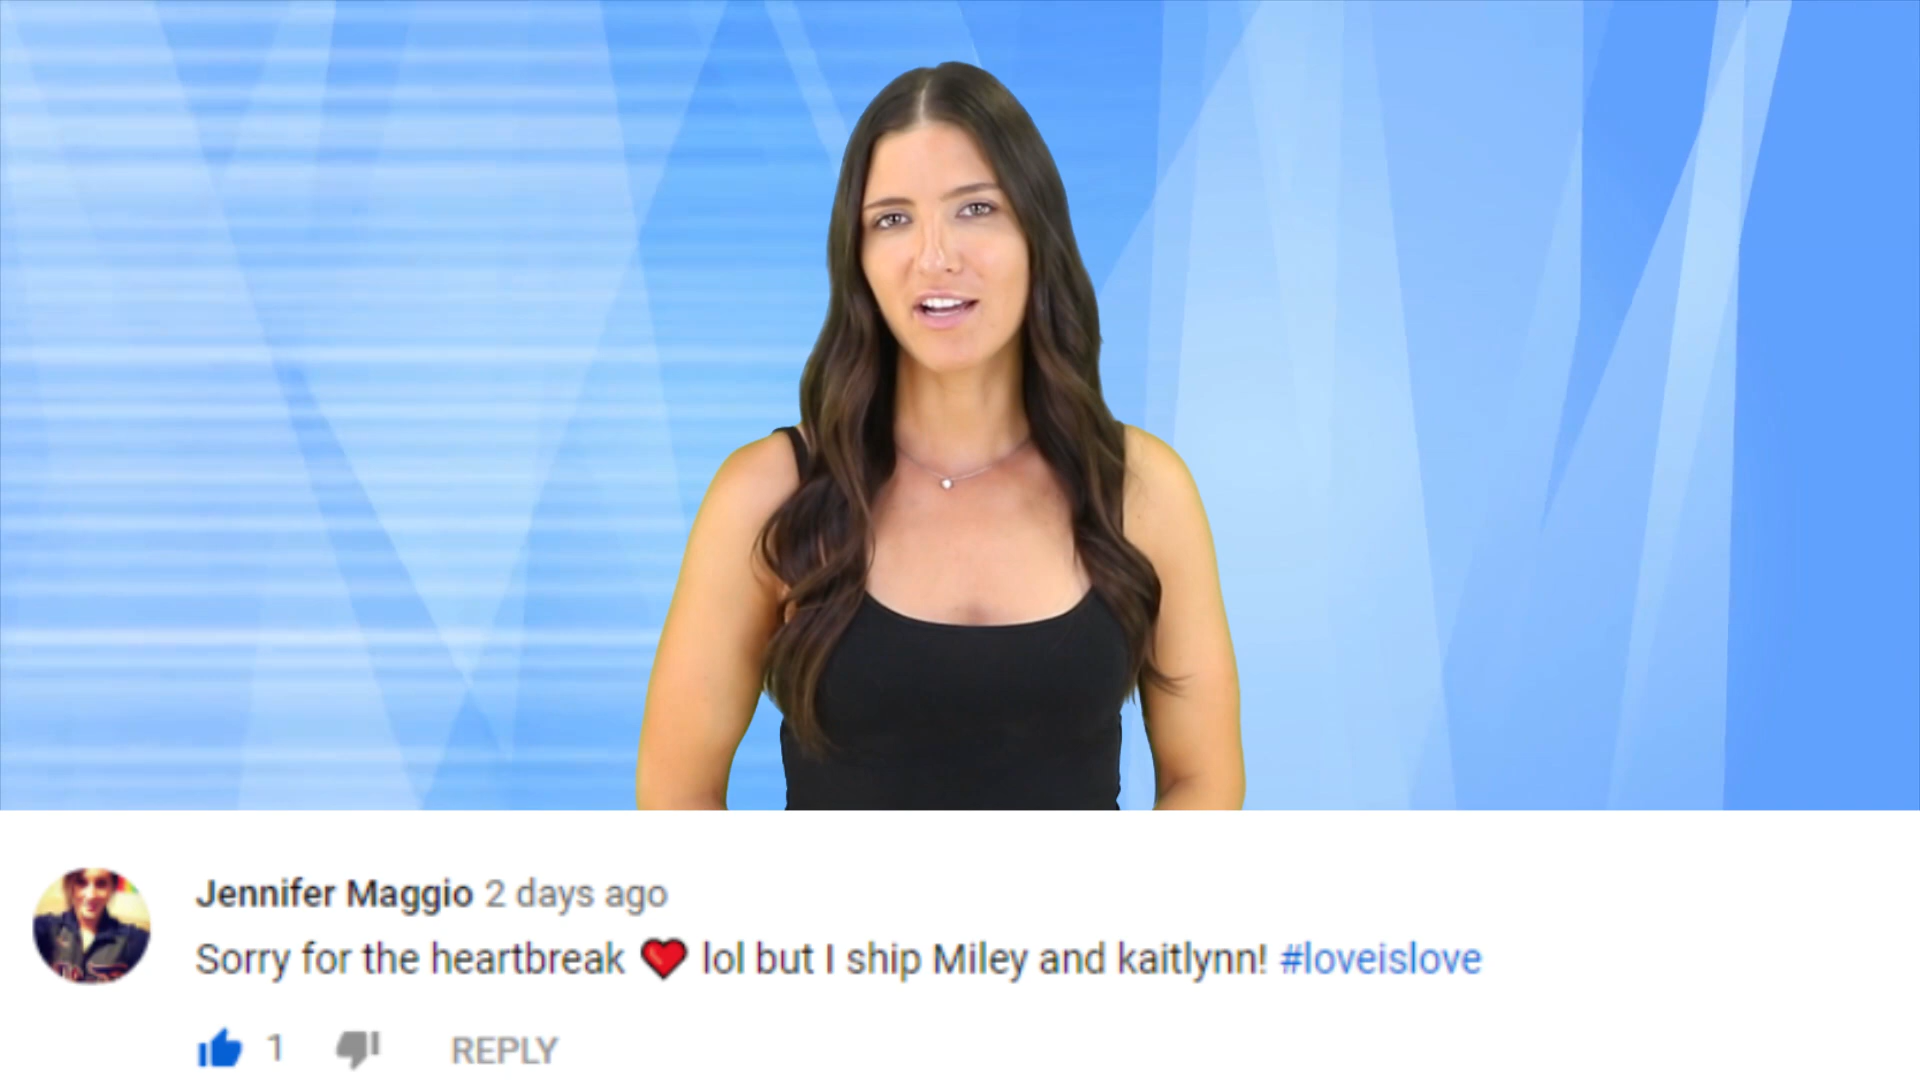 Jennifer Maggio 2 days ago
Sorry for the heartbreak ❤️ lol but I ship Miley and kaitlynn! #loveislove
1 REPLY